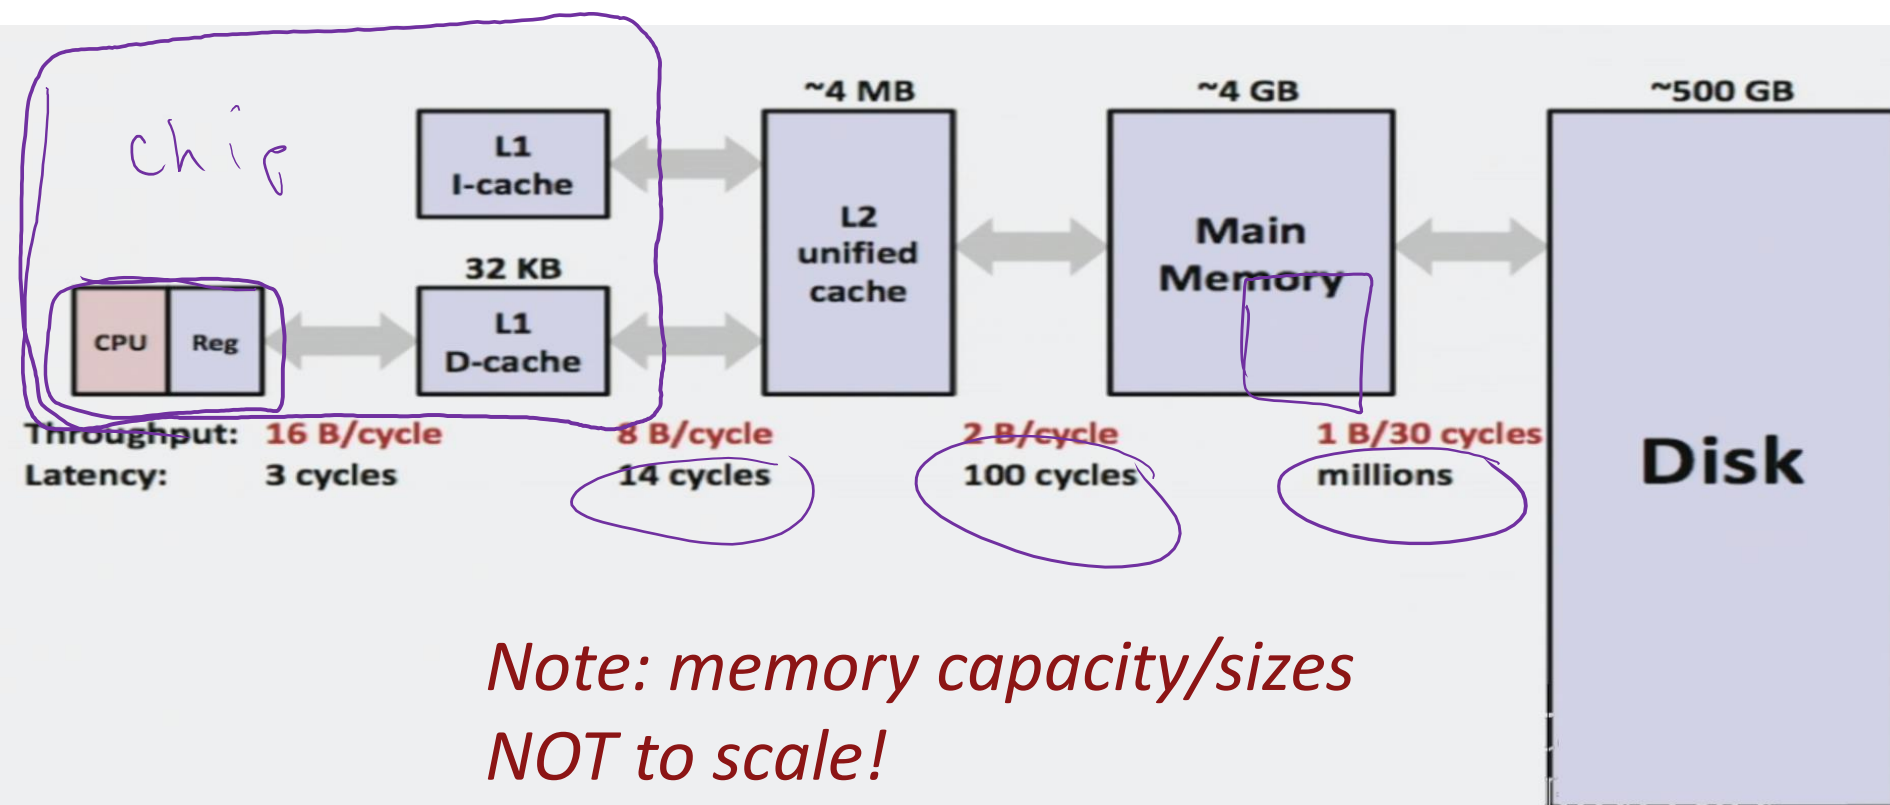 chip
~4 MB
~4 GB
~500 GB
L1
I-cache
L2
unified
cache
Main
Memory
32 KB
CPU
Reg
L1
D-cache
Disk
Throughput: 16 B/cycle 8 B/cycle 2 B/cycle 1 B/30 cycles
Latency: 3 cycles 14 cycles 100 cycles millions
Note: memory capacity/sizes
NOT to scale!